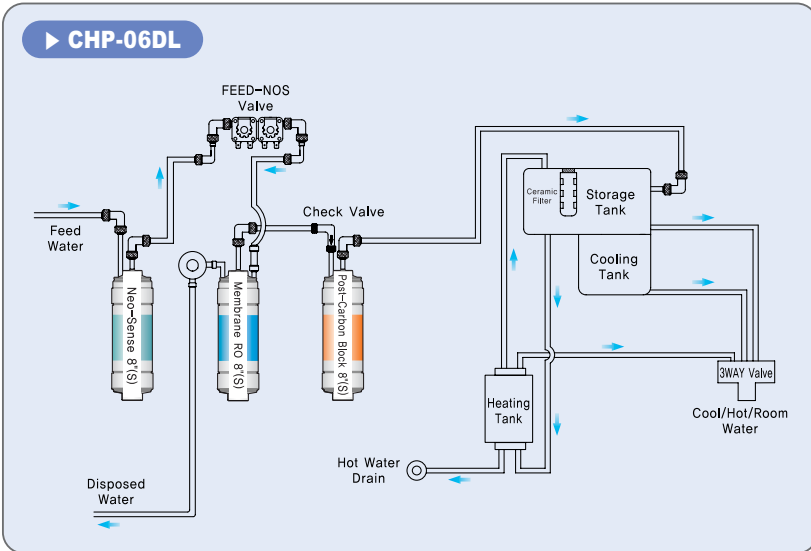 ▶ CHP-06DL
FEED-NOS
Valve
Feed
Water
Check Valve
Ceramic
Filter
Storage
Tank
Cooling
Tank
Neo-Sense 8"(S)
Membrane RO 8"(S)
Post-Carbon Block 8"(S)
Heating
Tank
3WAY Valve
Cool/Hot/Room
Water
Hot Water
Drain
Disposed
Water